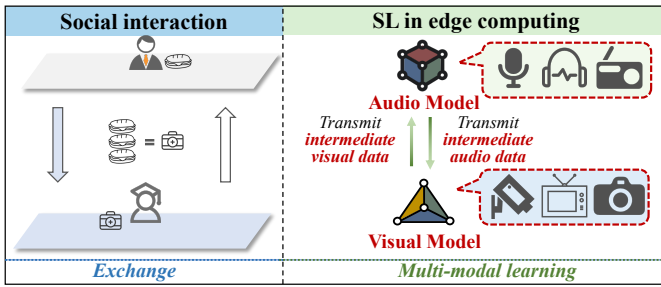 Social interaction
=
Exchange
SL in edge computing
Audio Model
Transmit
intermediate
visual data
Transmit
intermediate
audio data
Visual Model
Multi-modal learning